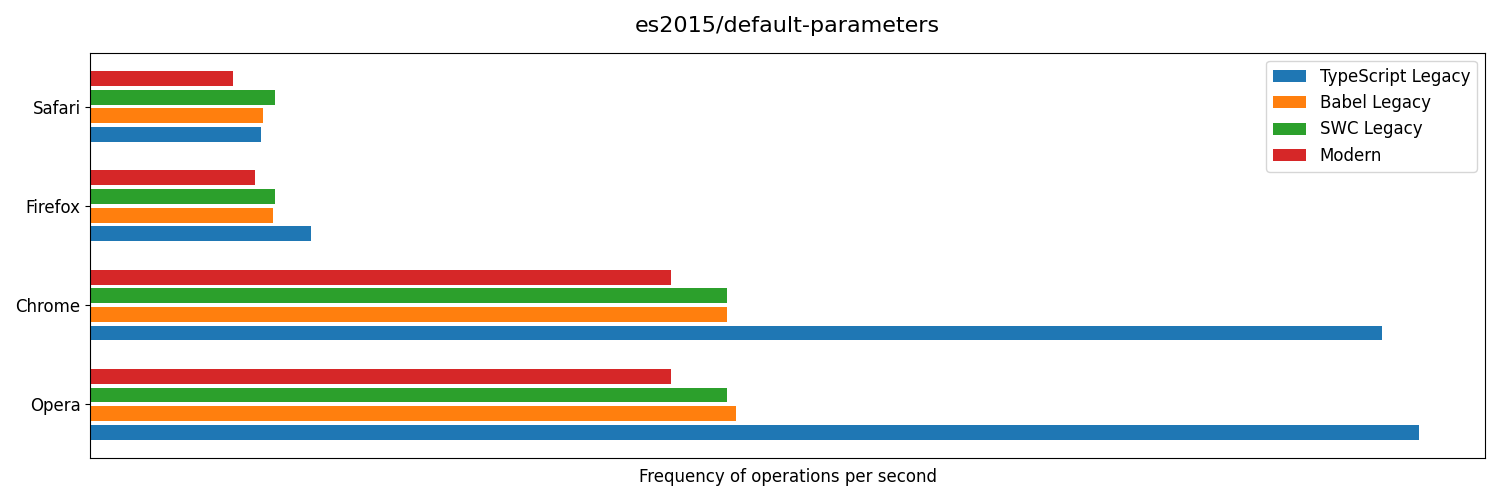 es2015/default-parameters
TypeScript Legacy
Babel Legacy
SWC Legacy
Modern
Safari
Firefox
Chrome
Opera
Frequency of operations per second